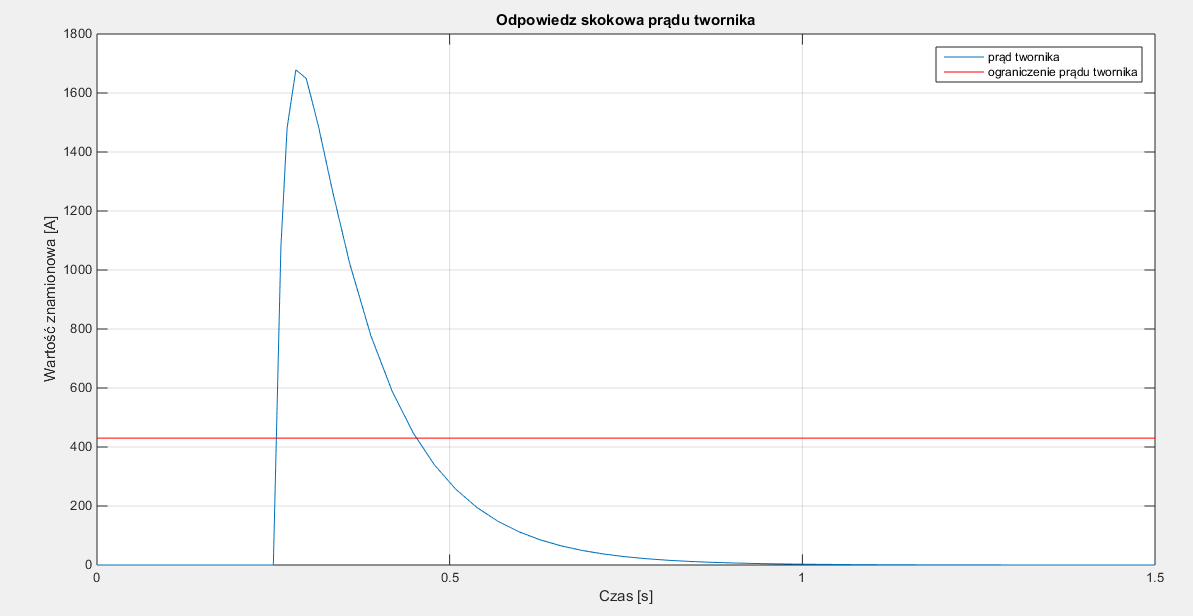 Odpowiedz skokowa prądu twornika
prąd twornika
ograniczenie prądu twornika
Wartość znamionowa [A]
1800
1600
1400
1200
1000
800
600
400
200
0
0
0.5
1
1.5
Czas [s]